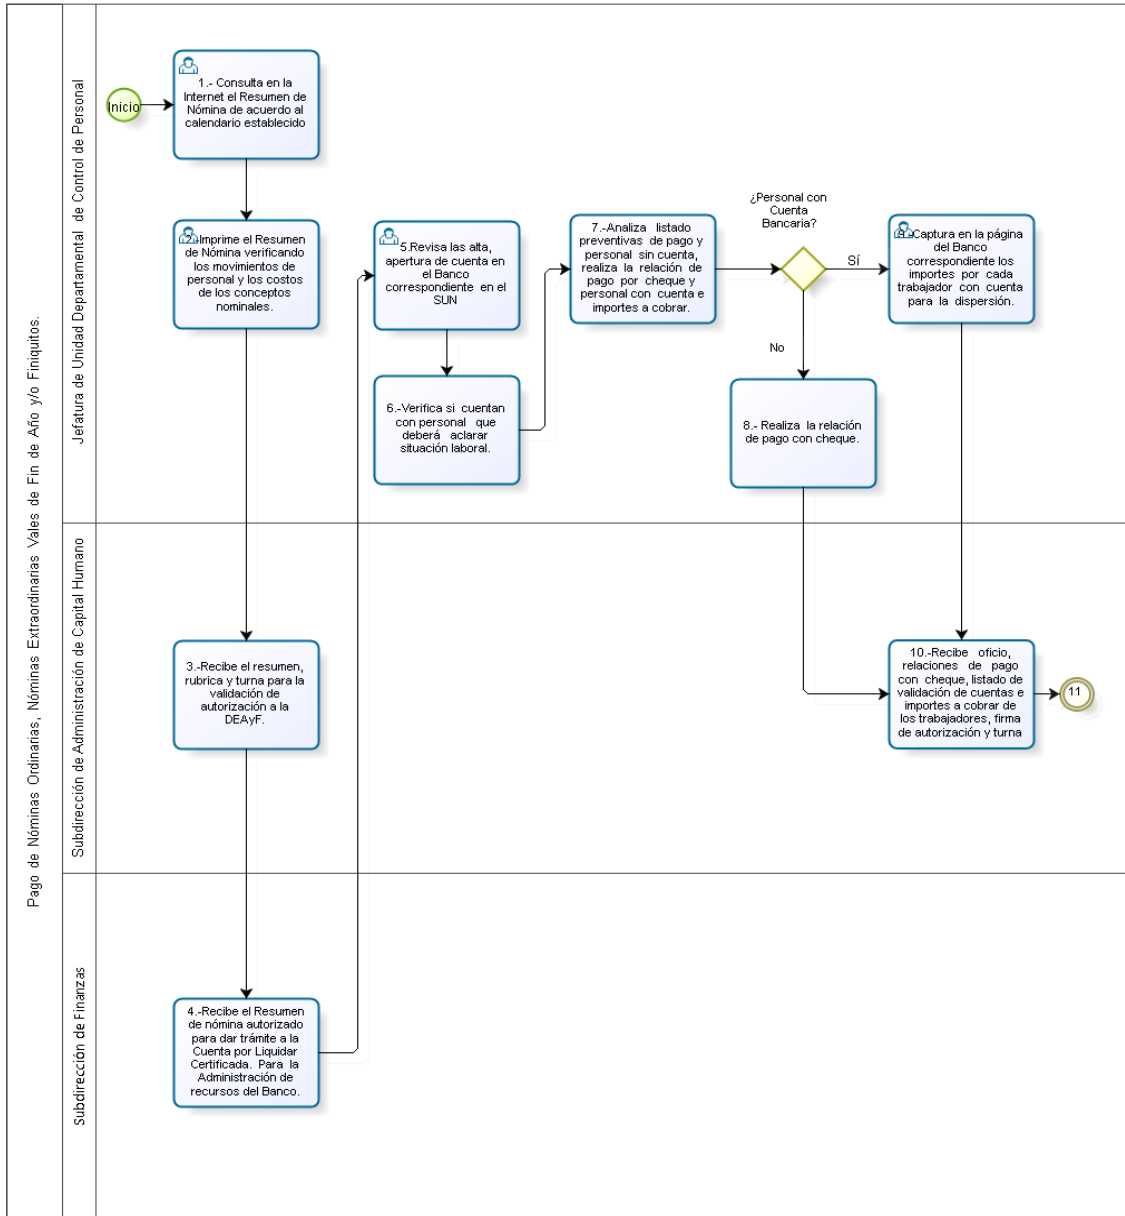 Pago de Nóminas Ordinarias, Nóminas Extraordinarias Vales de Fin de Año y/o Finiquitos.
Jefatura de Unidad Departamental de Control de Personal
Inicio
1.- Consulta en la
Internet el Resumen de
Nómina de acuerdo al
calendario establecido
2.-Imprime el Resumen
de Nómina verificando
los movimientos de
personal y los costos
de los conceptos
nominales.
5.Revisa las alta,
apertura de cuenta en
el Banco
correspondiente en el
SUN
6.-Verifica si cuentan
con personal que
deberá aclarar
situación laboral.
7.-Analiza listado
preventivas de pago y
personal sin cuenta,
realiza la relación de
pago por cheque y
personal con cuenta e
importes a cobrar.
¿Personal con
Cuenta
Bancaria?
Sí
No
9.-Captura en la página
del Banco
correspondiente los
importes por cada
trabajador con cuenta
para la dispersión.
8.- Realiza la relación
de pago con cheque.
Subdirección de Administración de Capital Humano
3.-Recibe el resumen,
rubrica y turna para la
validación de
autorización a la
DEAyF.
10.-Recibe oficio,
relaciones de pago
con cheque, listado de
validación de cuentas e
importes a cobrar de
los trabajadores, firma
de autorización y turna
11
Subdirección de Finanzas
4.-Recibe el Resumen
de nómina autorizado
para dar trámite a la
Cuenta por Liquidar
Certificada. Para la
Administración de
recursos del Banco.